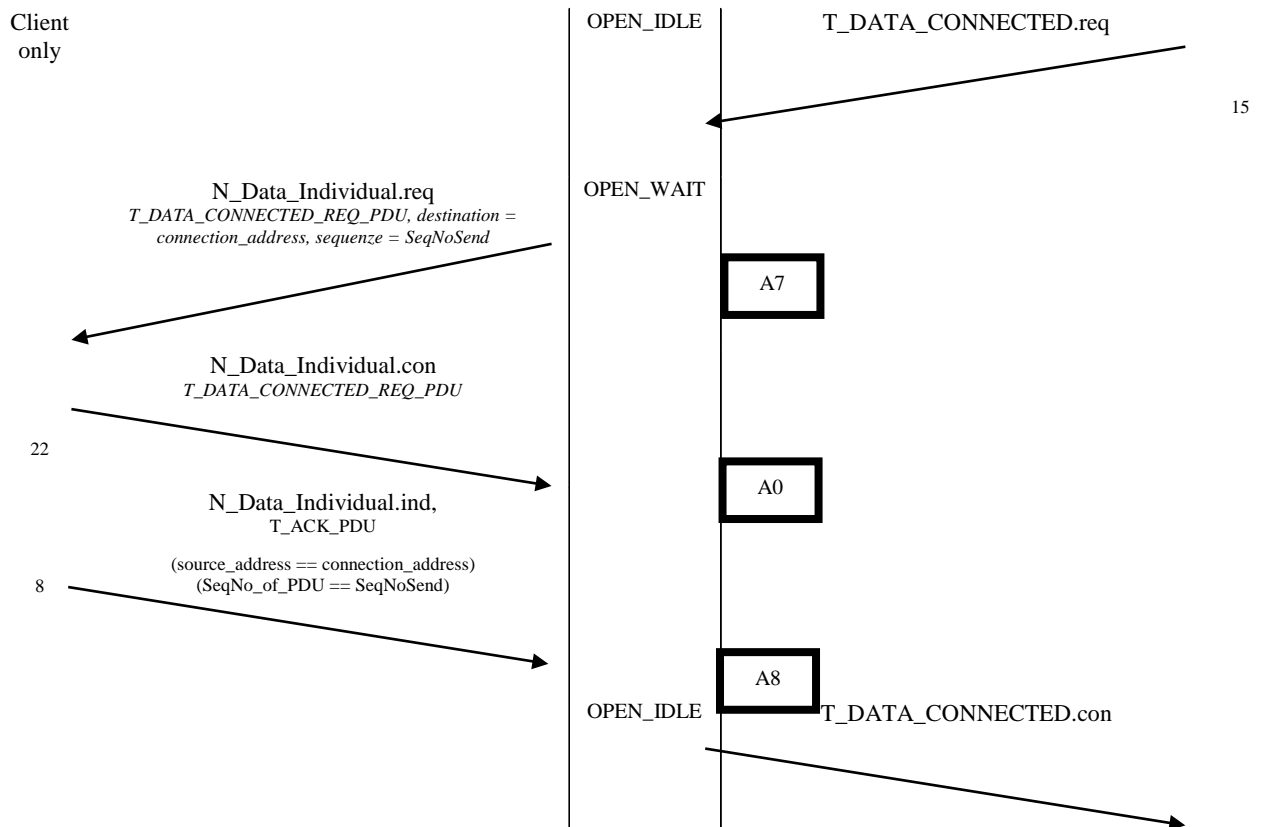 Client
only
OPEN_IDLE
T_DATA_CONNECTED.req
15
N_Data_Individual.req
T_DATA_CONNECTED_REQ_PDU, destination =
connection_address, sequenze = SeqNoSend
OPEN_WAIT
A7
N_Data_Individual.con
T_DATA_CONNECTED_REQ_PDU
22
A0
N_Data_Individual.ind,
T_ACK_PDU
(source_address == connection_address)
(SeqNo_of_PDU == SeqNoSend)
8
A8
OPEN_IDLE
T_DATA_CONNECTED.con